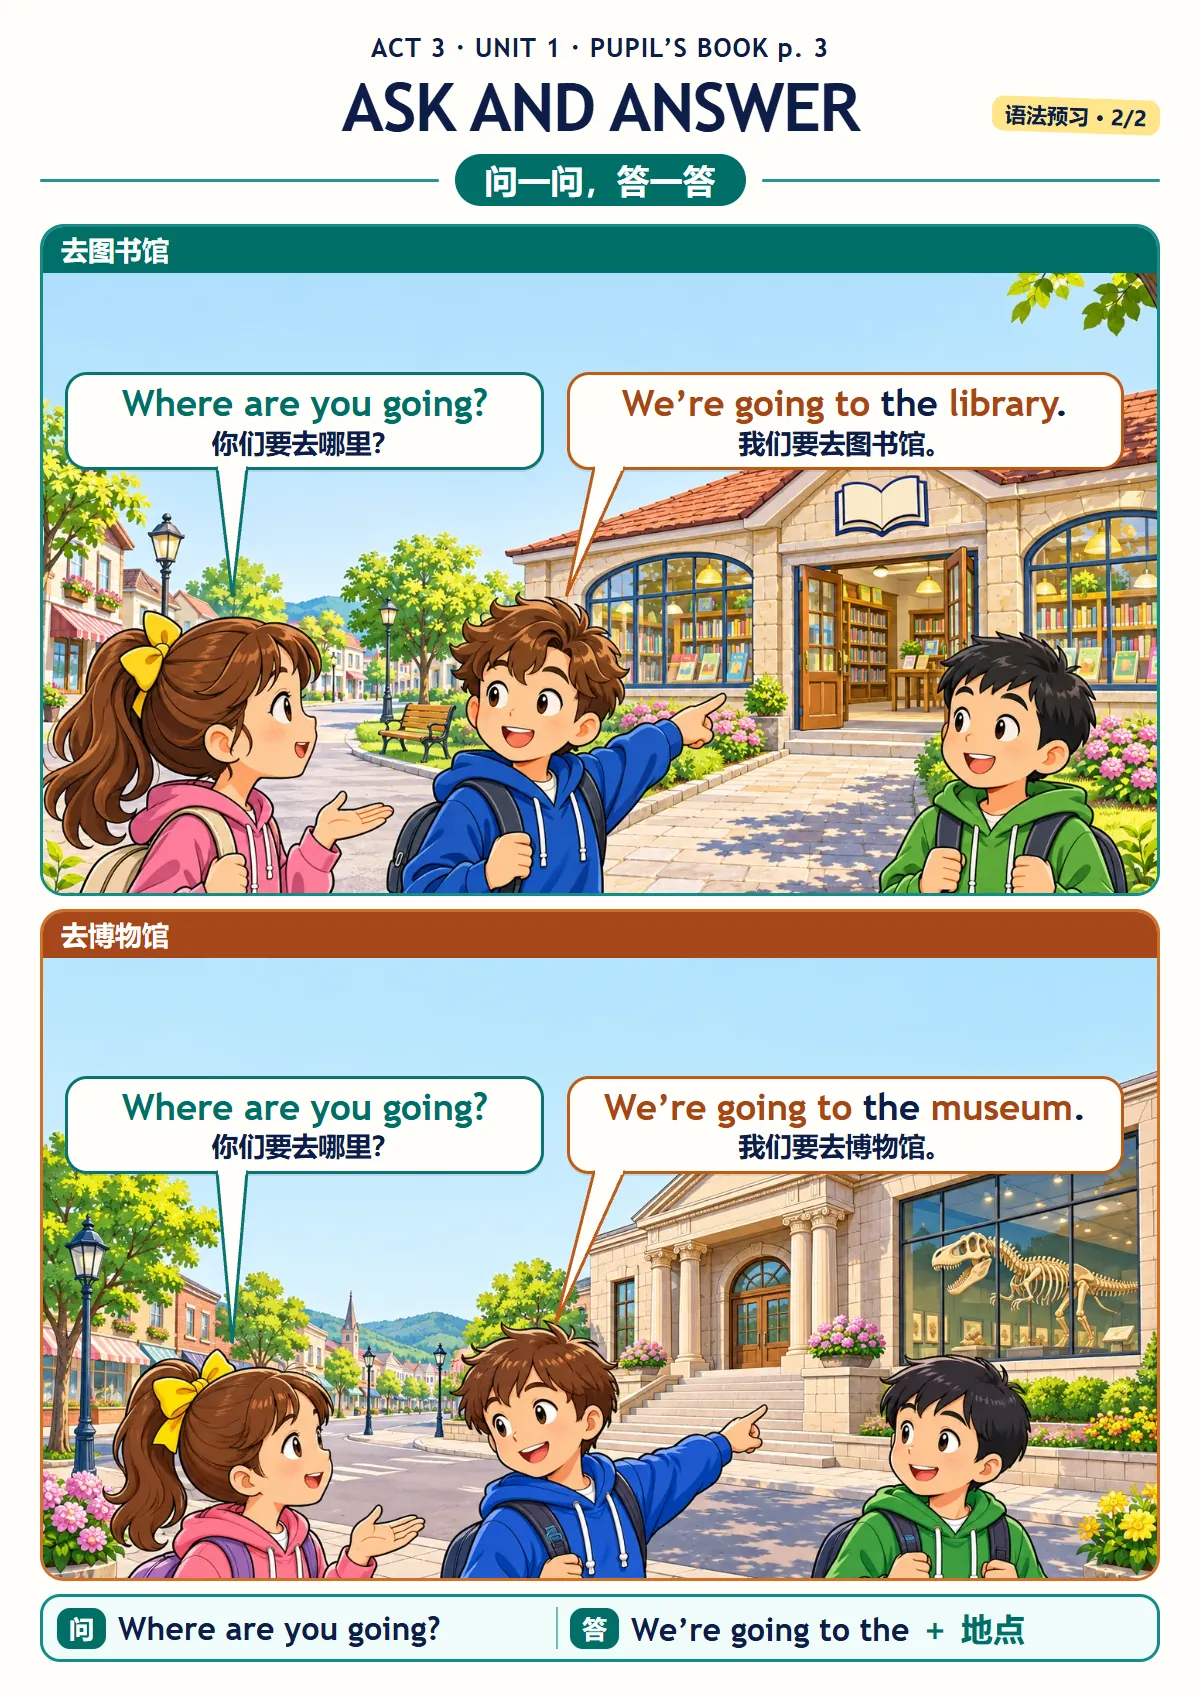 ACT 3 • UNIT 1 • PUPIL’S BOOK p. 3
ASK AND ANSWER
语法预习 • 2/2
问一问，答一答
去图书馆
Where are you going?
你们要去哪里？
We’re going to the library.
我们要去图书馆。
去博物馆
Where are you going?
你们要去哪里？
We’re going to the museum.
我们要去博物馆。
问 Where are you going?
答 We’re going to the + 地点